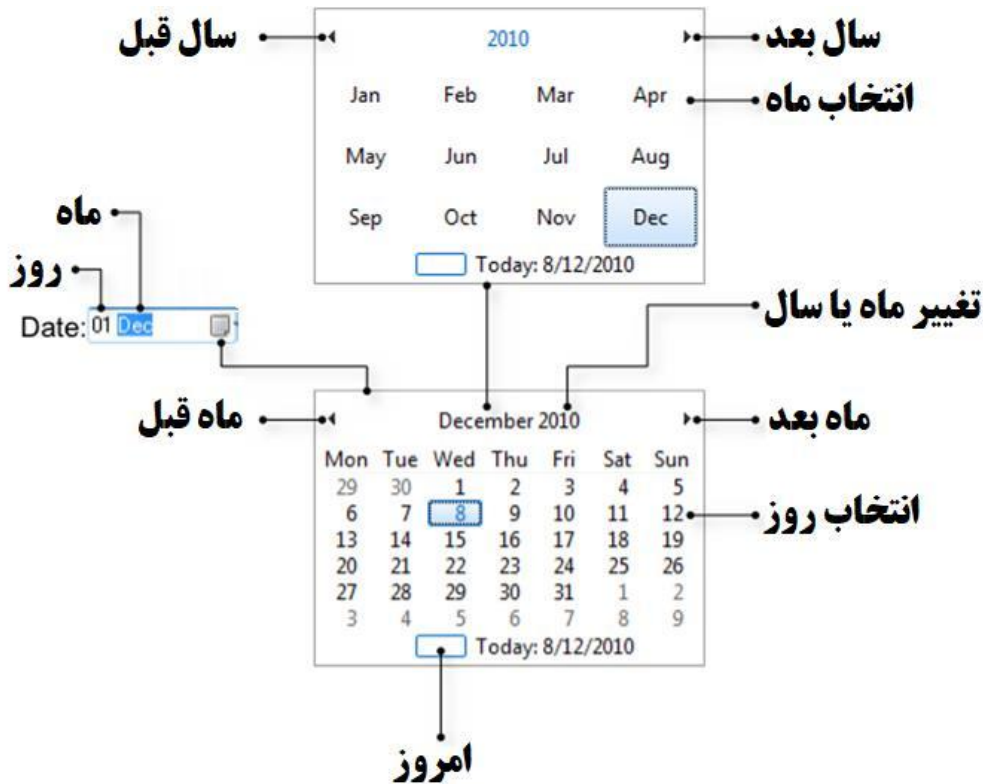 سال قبل
2010
سال بعد
Jan Feb Mar Apr
انتخاب ماه
May Jun Jul Aug
Sep Oct Nov Dec
Today: 8/12/2010
ماه
روز
Date: 01 Dec
تغییر ماه یا سال
ماه قبل
December 2010
ماه بعد
Mon Tue Wed Thu Fri Sat Sun
29 30 1 2 3 4 5
6 7 8 9 10 11 12
انتخاب روز
13 14 15 16 17 18 19
20 21 22 23 24 25 26
27 28 29 30 31 1 2
3 4 5 6 7 8 9
Today: 8/12/2010
امروز